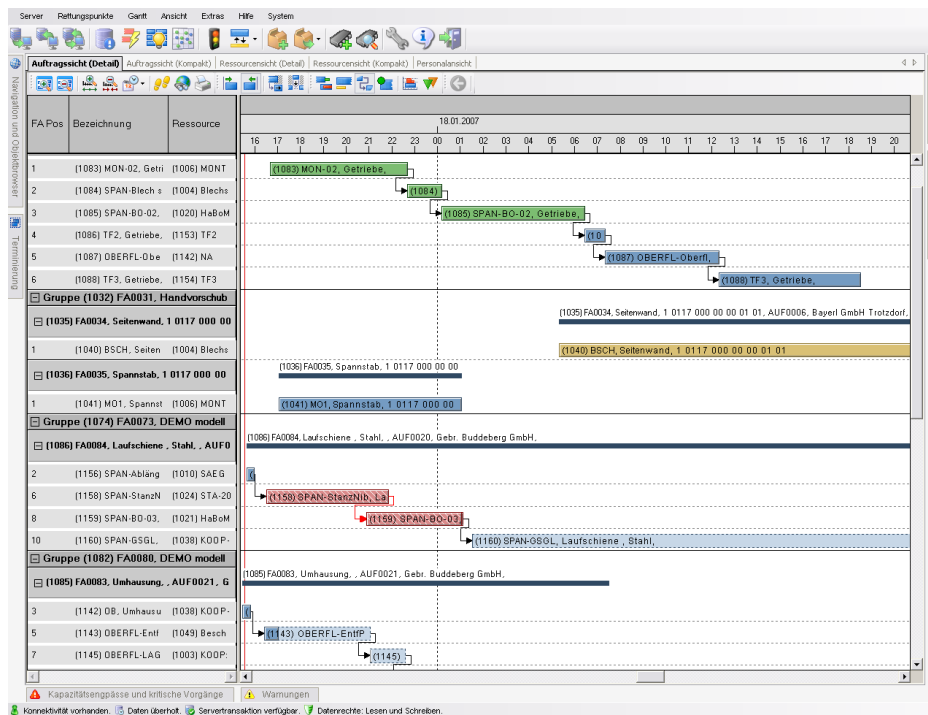 Server Rettungspunkte Gantt Ansicht Extras Hilfe System
Auftragssicht (Detail) Auftragssicht (Kompakt) Ressourcensicht (Detail) Ressourcensicht (Kompakt) Personalansicht
Navigation und Objektbrowser
Terminierung
FA Pos Bezeichnung Ressource
18.01.2007
16 17 18 19 20 21 22 23 00 01 02 03 04 05 06 07 08 09 10 11 12 13 14 15 16 17 18 19 20
1 (1083) MON-02, Getri (1006) MONT (1083) MON-02, Getriebe,
2 (1084) SPAN-Blech s (1004) Blechs (1084)
3 (1085) SPAN-BO-02, (1020) HaBoM (1085) SPAN-BO-02, Getriebe,
4 (1086) TF2, Getriebe, (1153) TF2 (10
5 (1087) OBERFL-Obe (1142) NA (1087) OBERFL-Oberfl,
6 (1088) TF3, Getriebe, (1154) TF3 (1088) TF3, Getriebe,
Gruppe (1032) FA0031, Handvorschub
(1035) FA0034, Seitenwand, 1 0117 000 00 (1035) FA0034, Seitenwand, 1 0117 000 00 00 01 01, AUF0006, Bayerl GmbH Trotzdorf,
1 (1040) BSCH, Seiten (1004) Blechs (1040) BSCH, Seitenwand, 1 0117 000 00 00 01 01
(1036) FA0035, Spannstab, 1 0117 000 00 (1036) FA0035, Spannstab, 1 0117 000 00 00
1 (1041) MO1, Spannst (1006) MONT (1041) MO1, Spannstab, 1 0117 000 00
Gruppe (1074) FA0073, DEMO modell
(1086) FA0084, Laufschiene , Stahl, , AUF0 (1086) FA0084, Laufschiene , Stahl, , AUF0020, Gebr. Buddeberg GmbH,
2 (1156) SPAN-Abläng (1010) SAEG (
6 (1158) SPAN-StanzN (1024) STA-20 (1158) SPAN-StanzNib, La
8 (1159) SPAN-BO-03, (1021) HaBoM (1159) SPAN-BO-03,
10 (1160) SPAN-GSGL, (1038) KOOP- (1160) SPAN-GSGL, Laufschiene , Stahl,
Gruppe (1082) FA0080, DEMO modell
(1085) FA0083, Umhausung, , AUF0021, G (1085) FA0083, Umhausung, , AUF0021, Gebr. Buddeberg GmbH,
3 (1142) OB, Umhausu (1038) KOOP- (
5 (1143) OBERFL-Entf (1049) Besch (1143) OBERFL-EntfP
7 (1145) OBERFL-LAG (1003) KOOP: (1145)
Kapazitätsengpässe und kritische Vorgänge Warnungen
Konnektivität vorhanden. Daten überholt. Servertransaktion verfügbar. Datenrechte: Lesen und Schreiben.